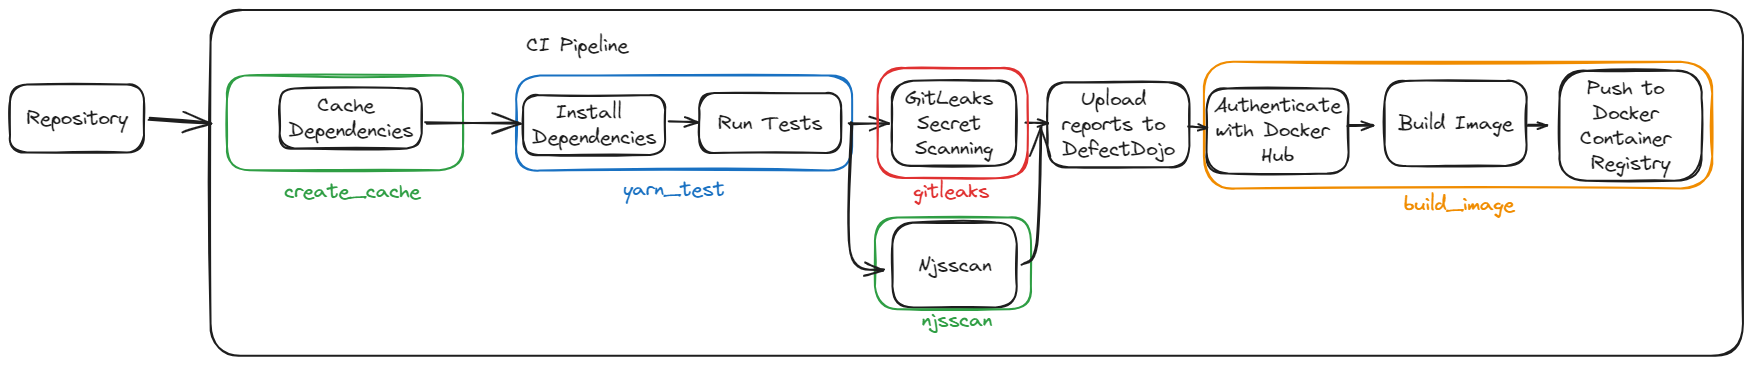 CI Pipeline
Repository
Cache
Dependencies
create_cache
Install
Dependencies
Run Tests
yarn_test
GitLeaks
Secret
Scanning
gitleaks
Njsscan
njsscan
Upload
reports to
DefectDojo
Authenticate
with Docker
Hub
Build Image
Push to
Docker
Container
Registry
build_image